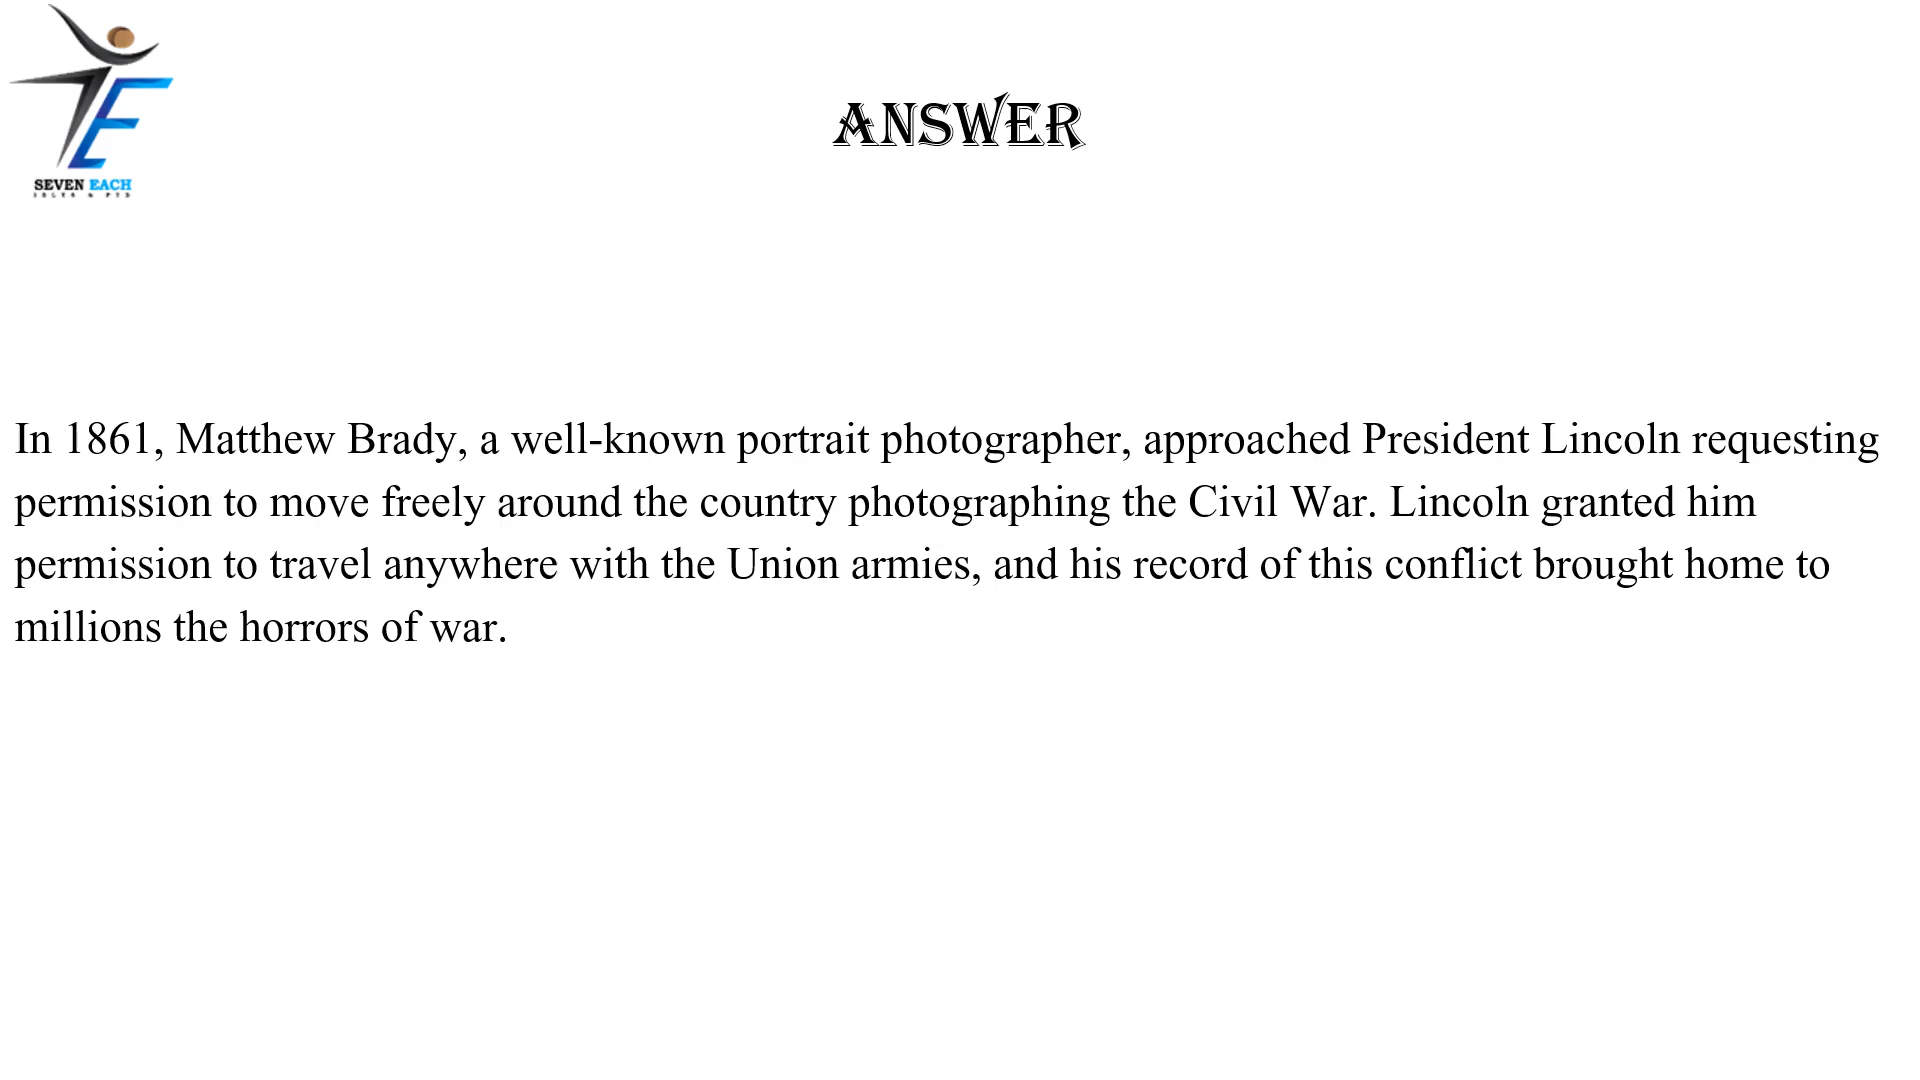 SEVEN EACH
IELTS & PTE
ANSWER
In 1861, Matthew Brady, a well-known portrait photographer, approached President Lincoln requesting
permission to move freely around the country photographing the Civil War. Lincoln granted him
permission to travel anywhere with the Union armies, and his record of this conflict brought home to
millions the horrors of war.